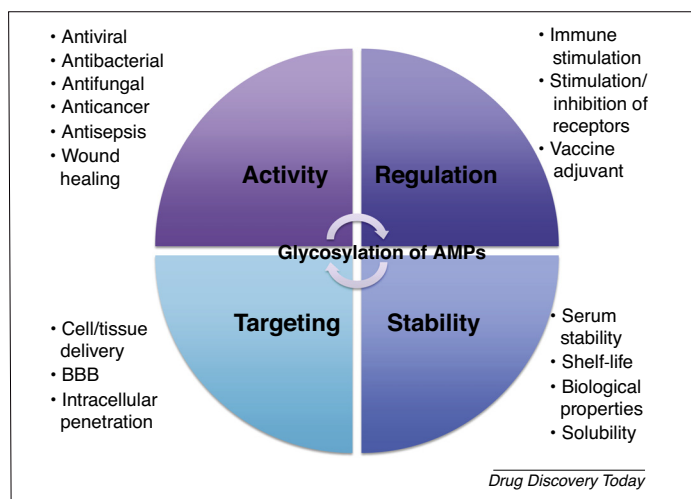 • Antiviral
• Antibacterial
• Antifungal
• Anticancer
• Antisepsis
• Wound
healing
• Immune
stimulation
• Stimulation/
inhibition of
receptors
• Vaccine
adjuvant
Activity
Regulation
Glycosylation of AMPs
Targeting
Stability
• Cell/tissue
delivery
• BBB
• Intracellular
penetration
• Serum
stability
• Shelf-life
• Biological
properties
• Solubility
Drug Discovery Today